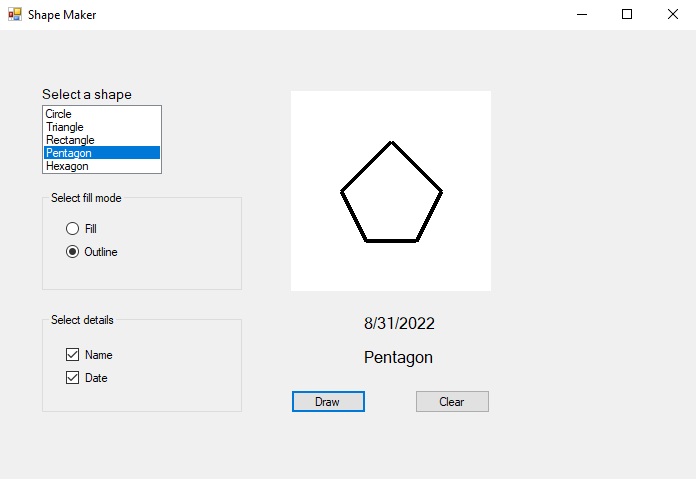 Shape Maker
Select a shape
Circle
Triangle
Rectangle
Pentagon
Hexagon
Select fill mode
Fill
Outline
Select details
Name
Date
8/31/2022
Pentagon
Draw
Clear